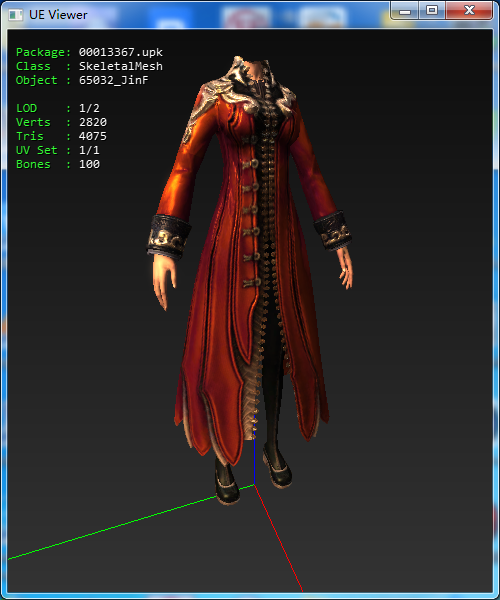 UE Viewer
Package: 00013367.upk
Class : SkeletalMesh
Object : 65032_JinF
LOD : 1/2
Verts : 2820
Tris : 4075
UV Set : 1/1
Bones : 100